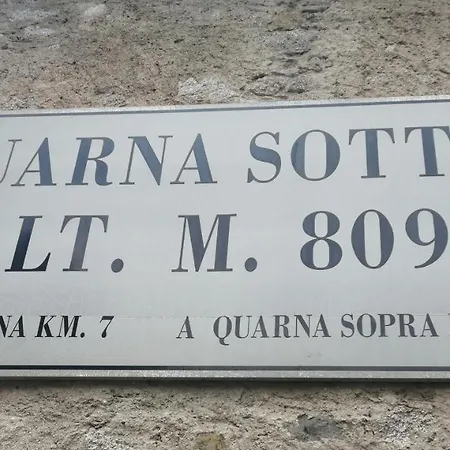 UARNA SOTT
LT. M. 809
NA KM. 7 A QUARNA SOPRA